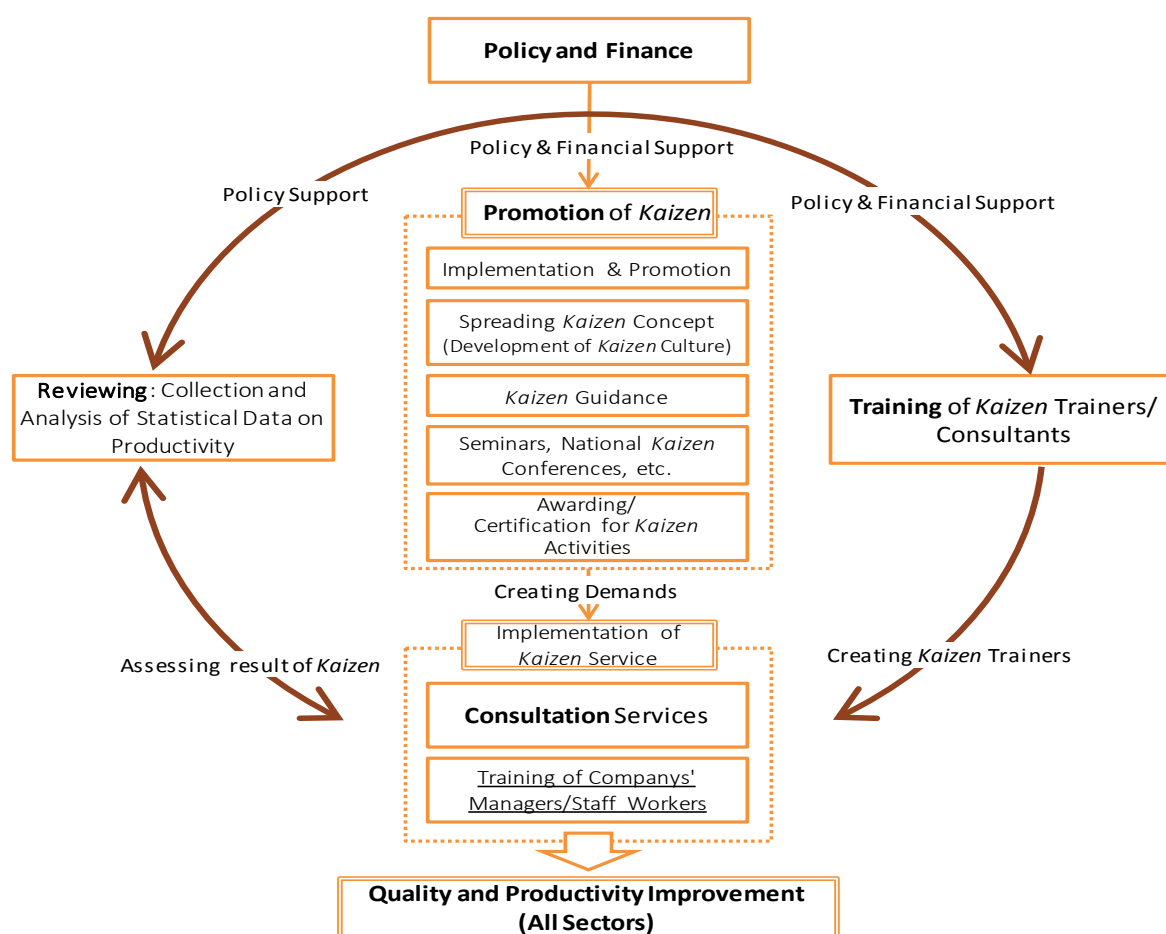 Policy and Finance
Policy & Financial Support
Policy Support
Policy & Financial Support
Promotion of Kaizen
Implementation & Promotion
Spreading Kaizen Concept
(Development of Kaizen Culture)
Kaizen Guidance
Seminars, National Kaizen
Conferences, etc.
Awarding/
Certification for Kaizen
Activities
Reviewing: Collection and
Analysis of Statistical Data on
Productivity
Training of Kaizen Trainers/
Consultants
Creating Demands
Implementation of
Kaizen Service
Assessing result of Kaizen
Creating Kaizen Trainers
Consultation Services
Training of Companys'
Managers/Staff Workers
Quality and Productivity Improvement
(All Sectors)